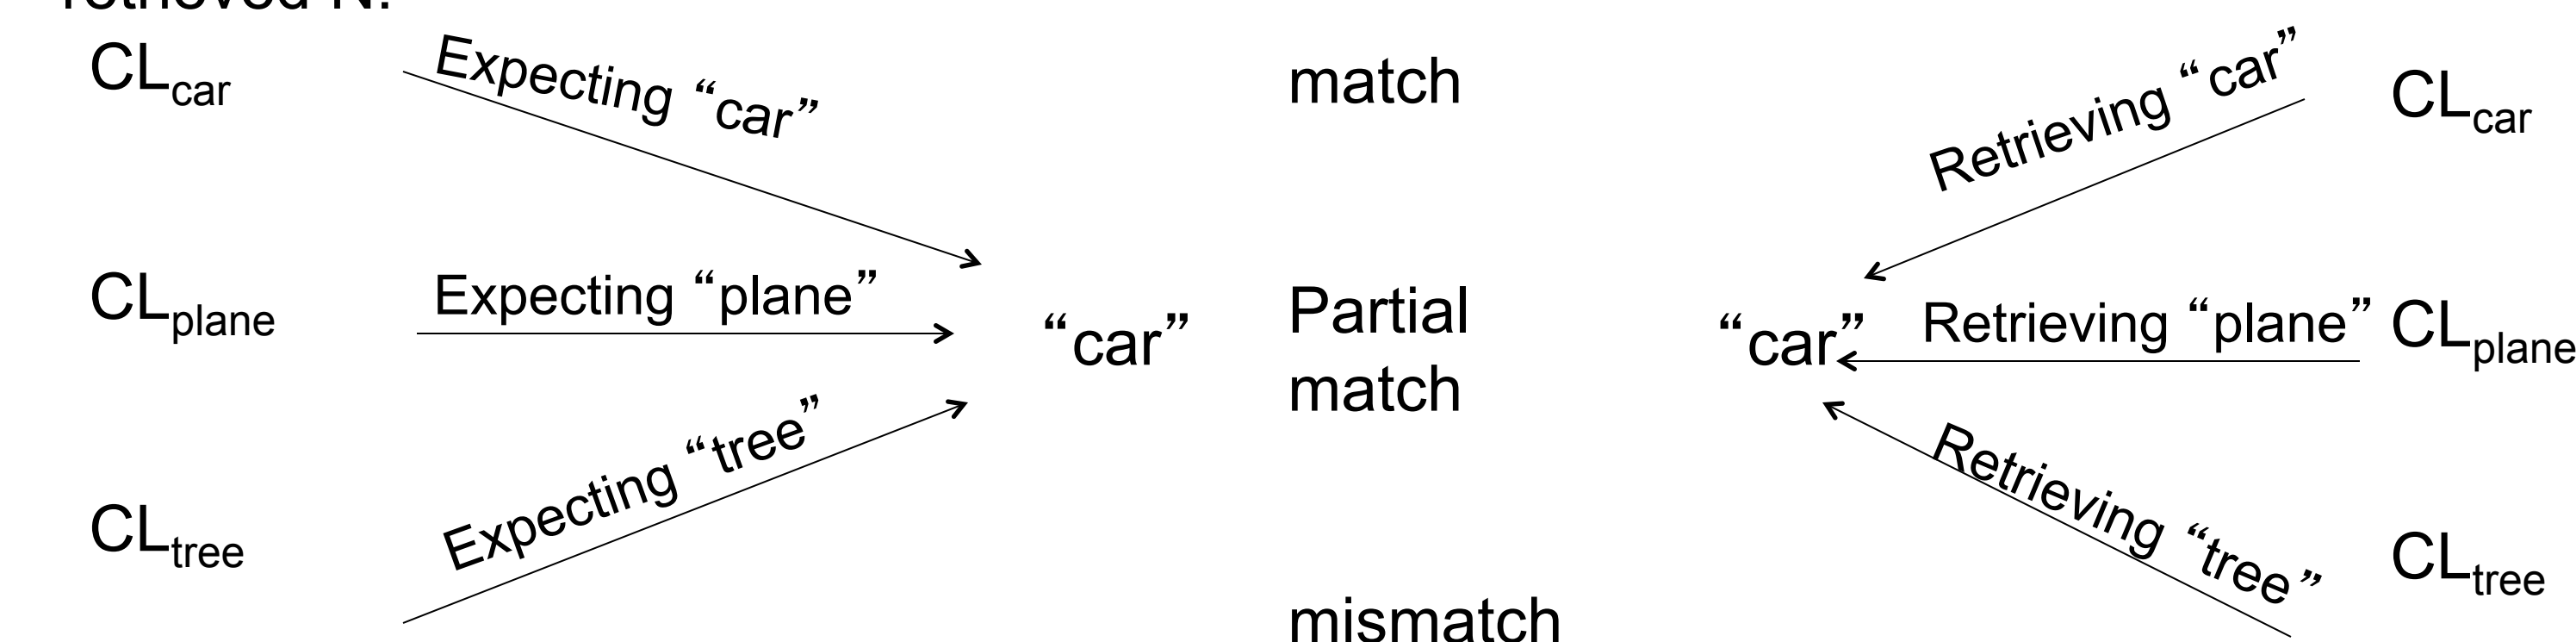 retrieved N.
CLcar
Expecting “car”
match
Retrieving “car”
CLcar
CLplane
Expecting “plane”
“car”
Partial
match
“car”
Retrieving “plane”
CLplane
CLtree
Expecting “tree”
mismatch
Retrieving “tree”
CLtree